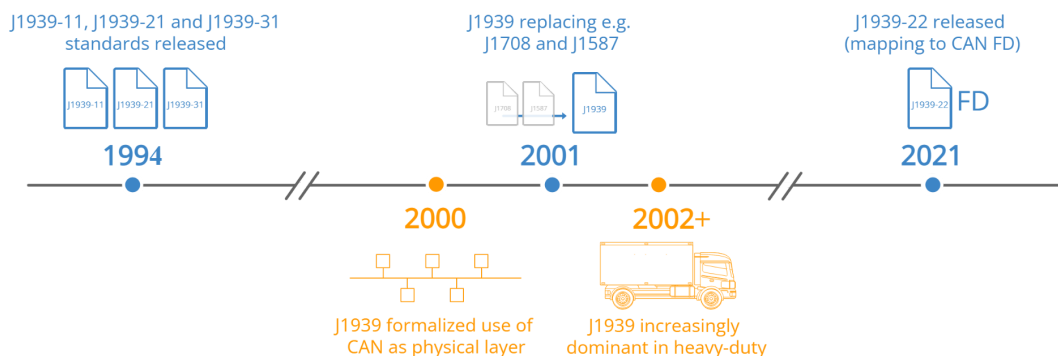 J1939-11, J1939-21 and J1939-31
standards released
J1939-11
J1939-21
J1939-31
1994
J1939 replacing e.g.
J1708 and J1587
J1708
J1587
J1939
2001
J1939-22 released
(mapping to CAN FD)
J1939-22
FD
2021
2000
J1939 formalized use of
CAN as physical layer
2002+
J1939 increasingly
dominant in heavy-duty